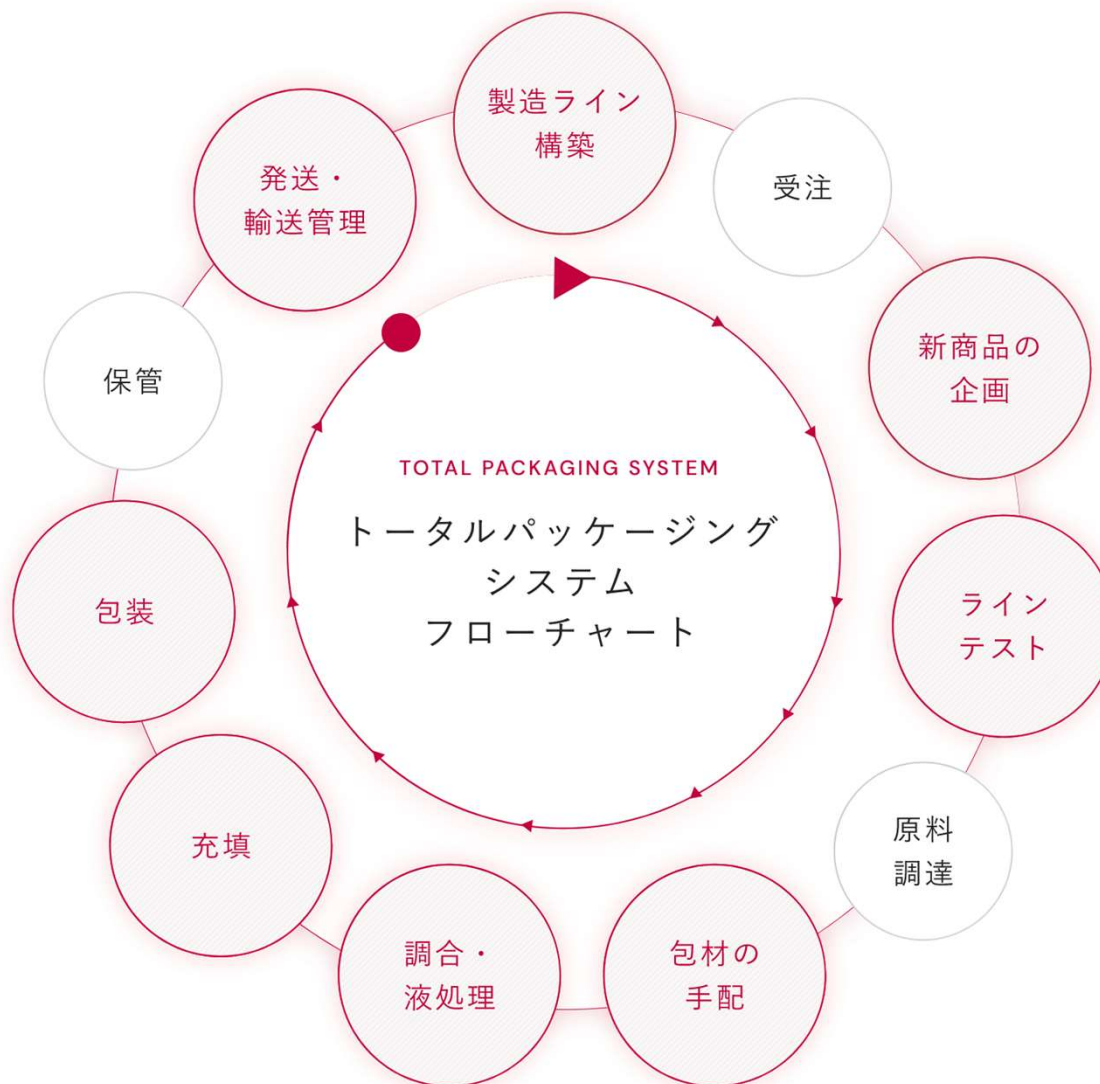 製造ライン
構築
受注
新商品の
企画
ライン
テスト
原料
調達
包材の
手配
調合・
液処理
充填
包装
保管
発送・
輸送管理
TOTAL PACKAGING SYSTEM
トータルパッケージング
システム
フローチャート